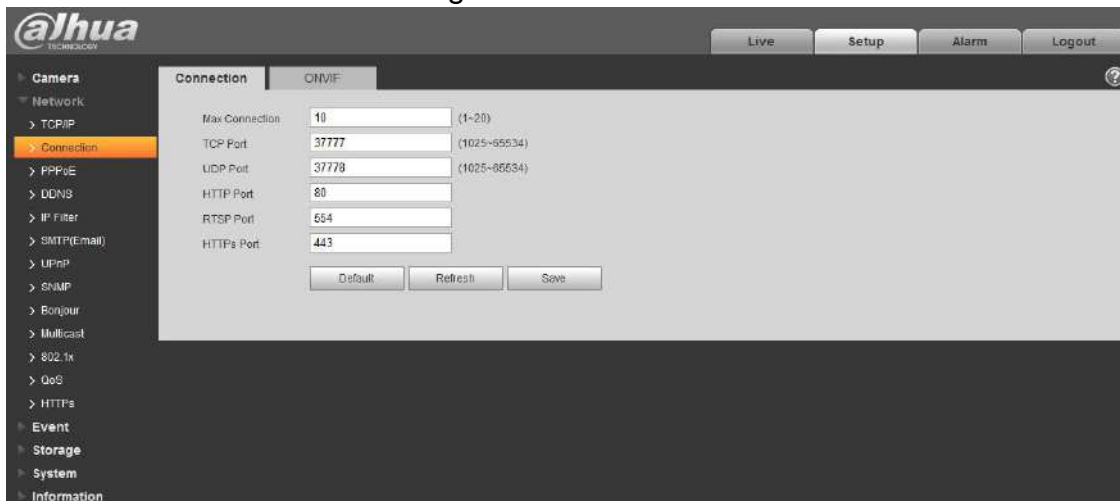 alhua
TECHNOLOGY
Live Setup Alarm Logout
Camera
Network
> TCP/IP
> Connection
> PPPoE
> DDNS
> IP Filter
> SMTP(Email)
> UPnP
> SNMP
> Bonjour
> Multicast
> 802.1x
> QoS
> HTTPs
Event
Storage
System
Information
Connection ONVIF
?
Max Connection 10 (1~20)
TCP Port 37777 (1025~65534)
UDP Port 37778 (1025~65534)
HTTP Port 80
RTSP Port 554
HTTPs Port 443
Default Refresh Save